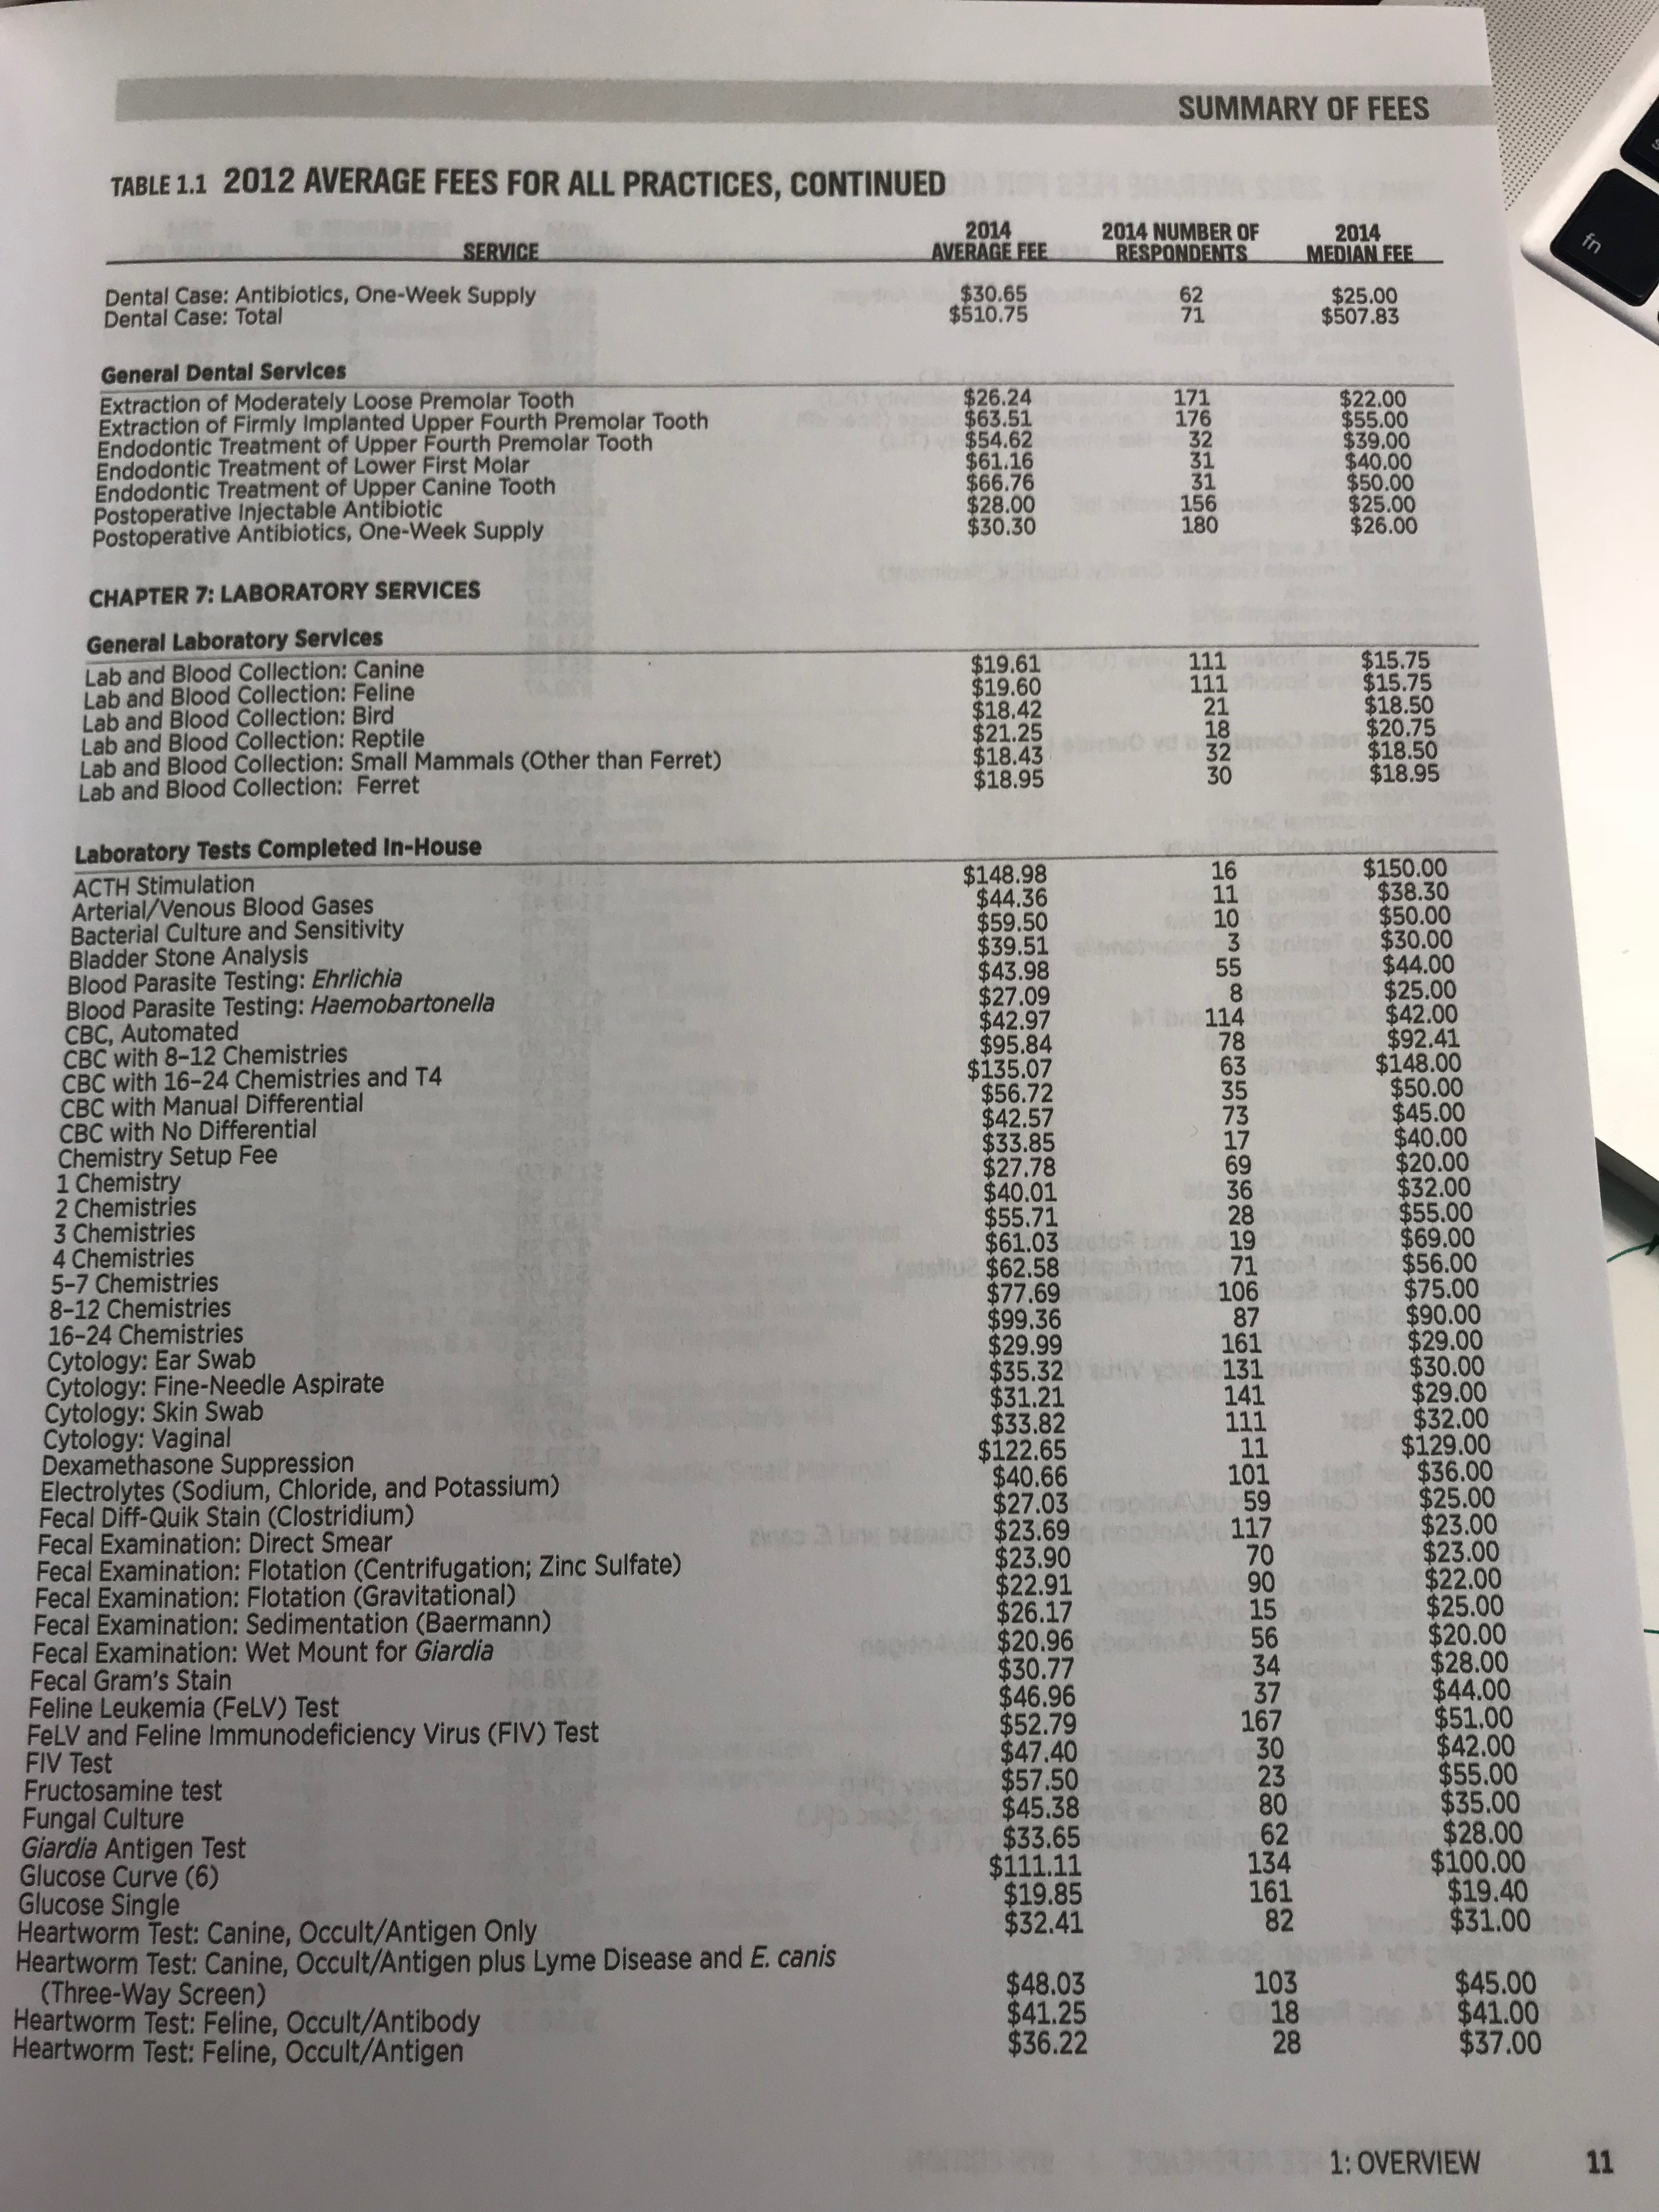 SUMMARY OF FEES
TABLE 1.1 2012 AVERAGE FEES FOR ALL PRACTICES, CONTINUED
SERVICE 2014 AVERAGE FEE 2014 NUMBER OF RESPONDENTS 2014 MEDIAN FEE
Dental Case: Antibiotics, One-Week Supply $30.65 62 $25.00
Dental Case: Total $510.75 71 $507.83
General Dental Services
Extraction of Moderately Loose Premolar Tooth $26.24 171 $22.00
Extraction of Firmly Implanted Upper Fourth Premolar Tooth $63.51 176 $55.00
Endodontic Treatment of Upper Fourth Premolar Tooth $54.62 32 $39.00
Endodontic Treatment of Lower First Molar $61.16 31 $40.00
Endodontic Treatment of Upper Canine Tooth $66.76 31 $50.00
Postoperative Injectable Antibiotic $28.00 156 $25.00
Postoperative Antibiotics, One-Week Supply $30.30 180 $26.00
CHAPTER 7: LABORATORY SERVICES
General Laboratory Services
Lab and Blood Collection: Canine $19.61 111 $15.75
Lab and Blood Collection: Feline $19.60 111 $15.75
Lab and Blood Collection: Bird $18.42 21 $18.50
Lab and Blood Collection: Reptile $21.25 18 $20.75
Lab and Blood Collection: Small Mammals (Other than Ferret) $18.43 32 $18.50
Lab and Blood Collection: Ferret $18.95 30 $18.95
Laboratory Tests Completed In-House
ACTH Stimulation $148.98 16 $150.00
Arterial/Venous Blood Gases $44.36 11 $38.30
Bacterial Culture and Sensitivity $59.50 10 $50.00
Bladder Stone Analysis $39.51 3 $30.00
Blood Parasite Testing: Ehrlichia $43.98 55 $44.00
Blood Parasite Testing: Haemobartonella $27.09 8 $25.00
CBC, Automated $42.97 114 $42.00
CBC with 8–12 Chemistries $95.84 78 $92.41
CBC with 16–24 Chemistries and T4 $135.07 63 $148.00
CBC with Manual Differential $56.72 35 $50.00
CBC with No Differential $42.57 73 $45.00
Chemistry Setup Fee $33.85 17 $40.00
1 Chemistry $27.78 69 $20.00
2 Chemistries $40.01 36 $32.00
3 Chemistries $55.71 28 $55.00
4 Chemistries $61.03 19 $69.00
5–7 Chemistries $62.58 71 $56.00
8–12 Chemistries $77.69 106 $75.00
16–24 Chemistries $99.36 87 $90.00
Cytology: Ear Swab $29.99 161 $29.00
Cytology: Fine-Needle Aspirate $35.32 131 $30.00
Cytology: Skin Swab $31.21 141 $29.00
Cytology: Vaginal $33.82 111 $32.00
Dexamethasone Suppression $122.65 11 $129.00
Electrolytes (Sodium, Chloride, and Potassium) $40.66 101 $36.00
Fecal Diff-Quik Stain (Clostridium) $27.03 59 $25.00
Fecal Examination: Direct Smear $23.69 117 $23.00
Fecal Examination: Flotation (Centrifugation; Zinc Sulfate) $23.90 70 $23.00
Fecal Examination: Flotation (Gravitational) $22.91 90 $22.00
Fecal Examination: Sedimentation (Baermann) $26.17 15 $25.00
Fecal Examination: Wet Mount for Giardia $20.96 56 $20.00
Fecal Gram's Stain $30.77 34 $28.00
Feline Leukemia (FeLV) Test $46.96 37 $44.00
FeLV and Feline Immunodeficiency Virus (FIV) Test $52.79 167 $51.00
FIV Test $47.40 30 $42.00
Fructosamine test $57.50 23 $55.00
Fungal Culture $45.38 80 $35.00
Giardia Antigen Test $33.65 62 $28.00
Glucose Curve (6) $111.11 134 $100.00
Glucose Single $19.85 161 $19.40
Heartworm Test: Canine, Occult/Antigen Only $32.41 82 $31.00
Heartworm Test: Canine, Occult/Antigen plus Lyme Disease and E. canis
(Three-Way Screen) $48.03 103 $45.00
Heartworm Test: Feline, Occult/Antibody $41.25 18 $41.00
Heartworm Test: Feline, Occult/Antigen $36.22 28 $37.00
1: OVERVIEW 11
fn